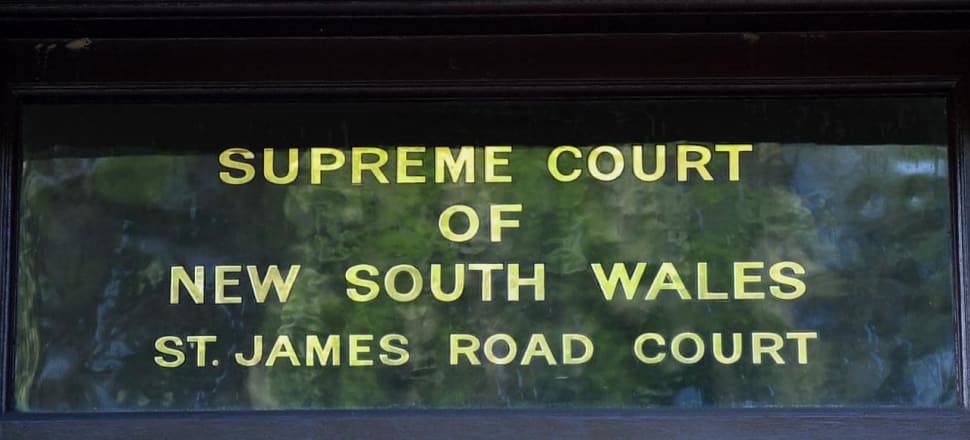 SUPREME COURT
OF
NEW SOUTH WALES
ST. JAMES ROAD COURT